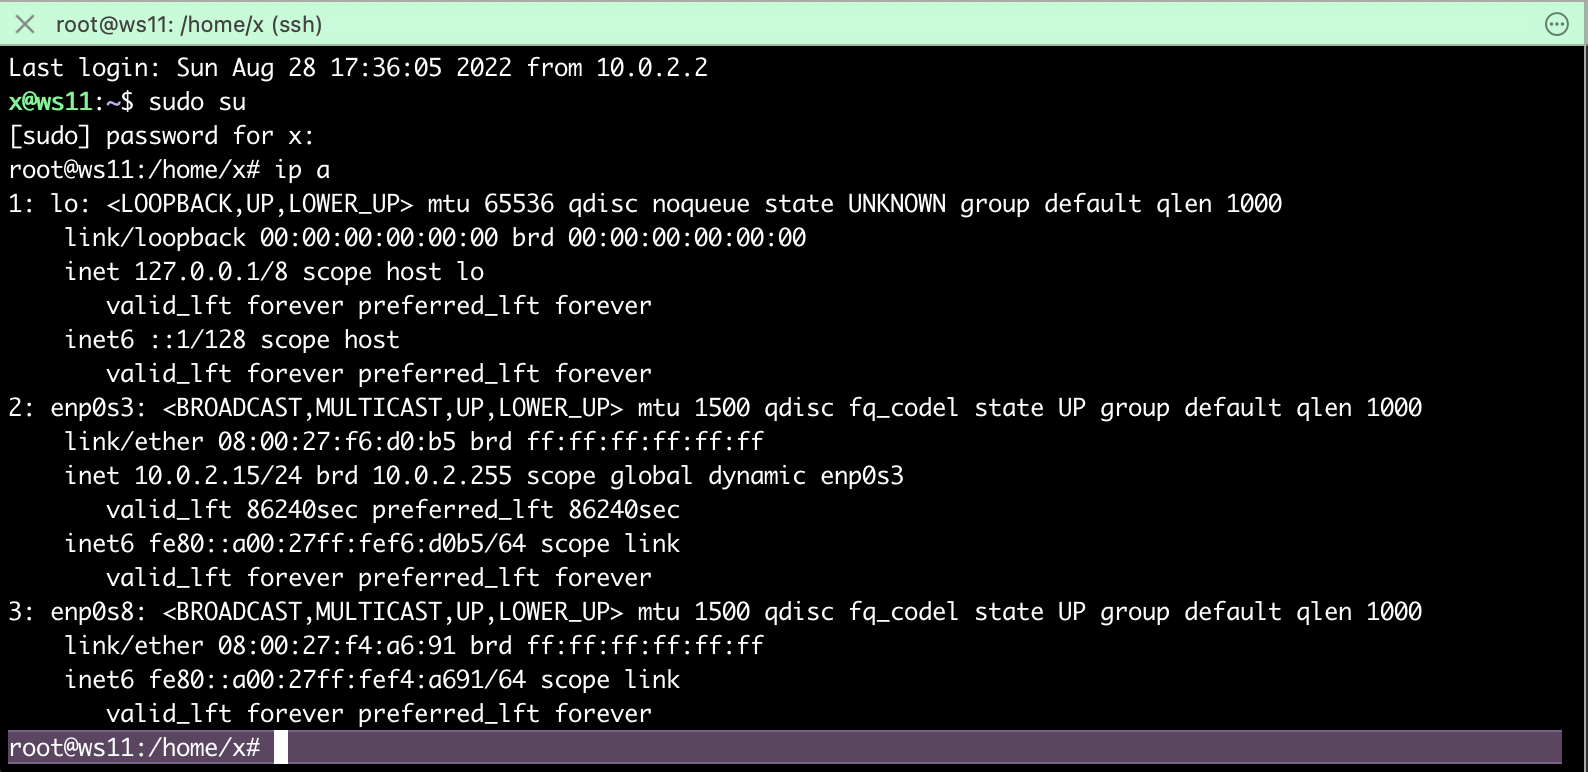 root@ws11: /home/x (ssh)
Last login: Sun Aug 28 17:36:05 2022 from 10.0.2.2
x@ws11:~$ sudo su
[sudo] password for x:
root@ws11:/home/x# ip a
1: lo: <LOOPBACK,UP,LOWER_UP> mtu 65536 qdisc noqueue state UNKNOWN group default qlen 1000
    link/loopback 00:00:00:00:00:00 brd 00:00:00:00:00:00
    inet 127.0.0.1/8 scope host lo
       valid_lft forever preferred_lft forever
    inet6 ::1/128 scope host
       valid_lft forever preferred_lft forever
2: enp0s3: <BROADCAST,MULTICAST,UP,LOWER_UP> mtu 1500 qdisc fq_codel state UP group default qlen 1000
    link/ether 08:00:27:f6:d0:b5 brd ff:ff:ff:ff:ff:ff
    inet 10.0.2.15/24 brd 10.0.2.255 scope global dynamic enp0s3
       valid_lft 86240sec preferred_lft 86240sec
    inet6 fe80::a00:27ff:fef6:d0b5/64 scope link
       valid_lft forever preferred_lft forever
3: enp0s8: <BROADCAST,MULTICAST,UP,LOWER_UP> mtu 1500 qdisc fq_codel state UP group default qlen 1000
    link/ether 08:00:27:f4:a6:91 brd ff:ff:ff:ff:ff:ff
    inet6 fe80::a00:27ff:fef4:a691/64 scope link
       valid_lft forever preferred_lft forever
root@ws11:/home/x#